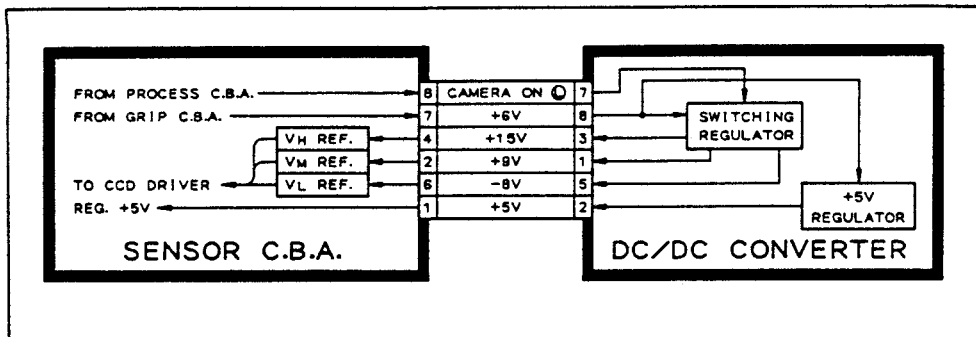 FROM PROCESS C.B.A. 8 CAMERA ON Ⓛ 7
FROM GRIP C.B.A. 7 +6V 8 SWITCHING
VH REF. 4 +15V 3 REGULATOR
VM REF. 2 +9V 1
TO CCD DRIVER VL REF. 6 -8V 5
REG. +5V 1 +5V 2 +5V
REGULATOR
SENSOR C.B.A. DC/DC CONVERTER